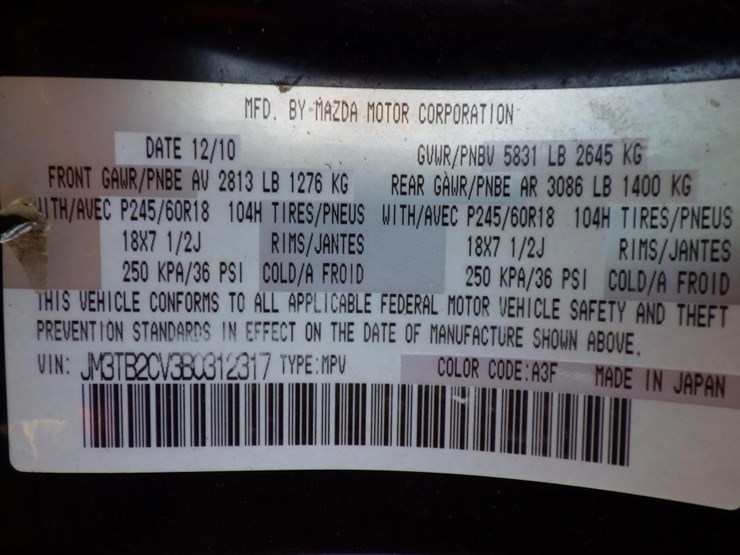 MFD. BY MAZDA MOTOR CORPORATION
DATE 12/10 GVWR/PNBV 5831 LB 2645 KG
FRONT GAWR/PNBE AV 2813 LB 1276 KG REAR GAWR/PNBE AR 3086 LB 1400 KG
WITH/AVEC P245/60R18 104H TIRES/PNEUS WITH/AVEC P245/60R18 104H TIRES/PNEUS
18X7 1/2J RIMS/JANTES 18X7 1/2J RIMS/JANTES
250 KPA/36 PSI COLD/A FROID 250 KPA/36 PSI COLD/A FROID
THIS VEHICLE CONFORMS TO ALL APPLICABLE FEDERAL MOTOR VEHICLE SAFETY AND THEFT
PREVENTION STANDARDS IN EFFECT ON THE DATE OF MANUFACTURE SHOWN ABOVE.
VIN: JM3TB2CV3B0312317 TYPE:MPV COLOR CODE:A3F MADE IN JAPAN